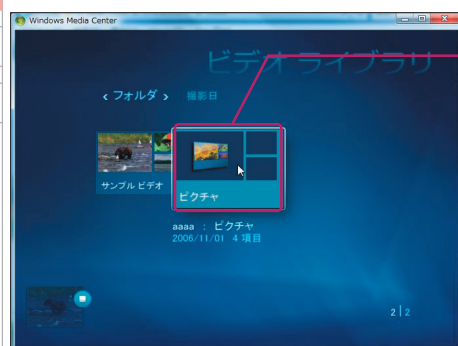 Windows Media Center
ビデオ ライブラリ
フォルダ
撮影日
サンプル ビデオ
ピクチャ
aaaa : ピクチャ
2006/11/01 4 項目
2|2